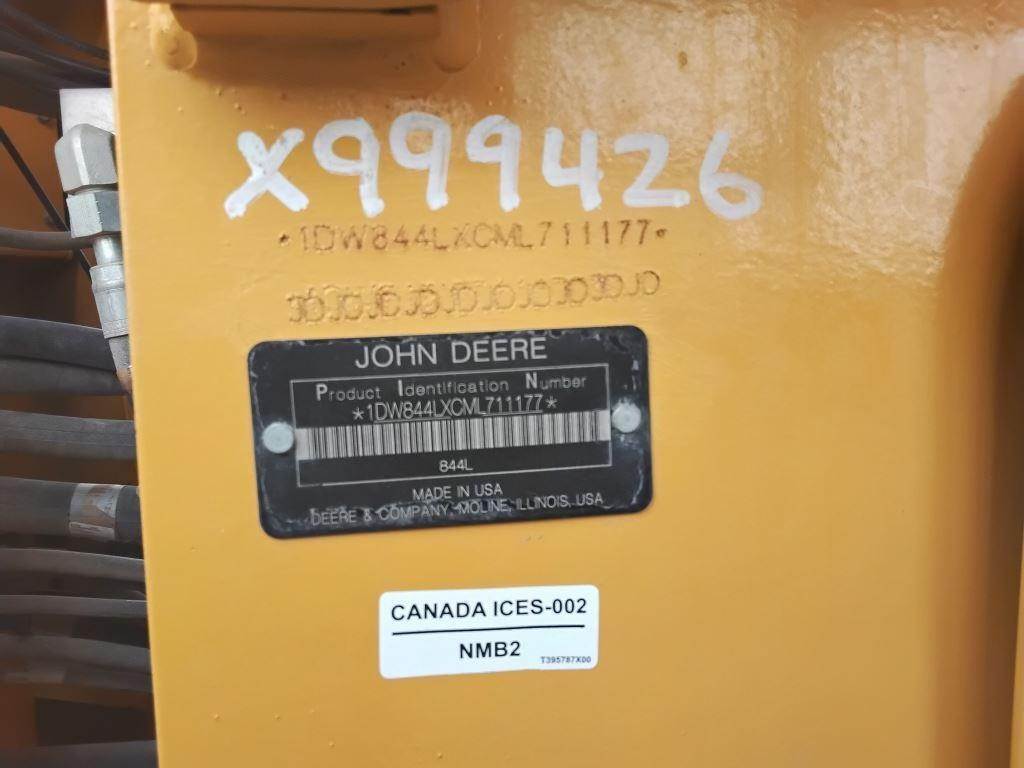 X999426
*1DW844LXCML711177*
JDJDJDJDJDJDJDJDJDJD
JOHN DEERE
Product Identification Number
*1DW844LXCML711177*
844L
MADE IN USA
DEERE & COMPANY, MOLINE, ILLINOIS, USA
CANADA ICES-002
NMB2
T395787X00